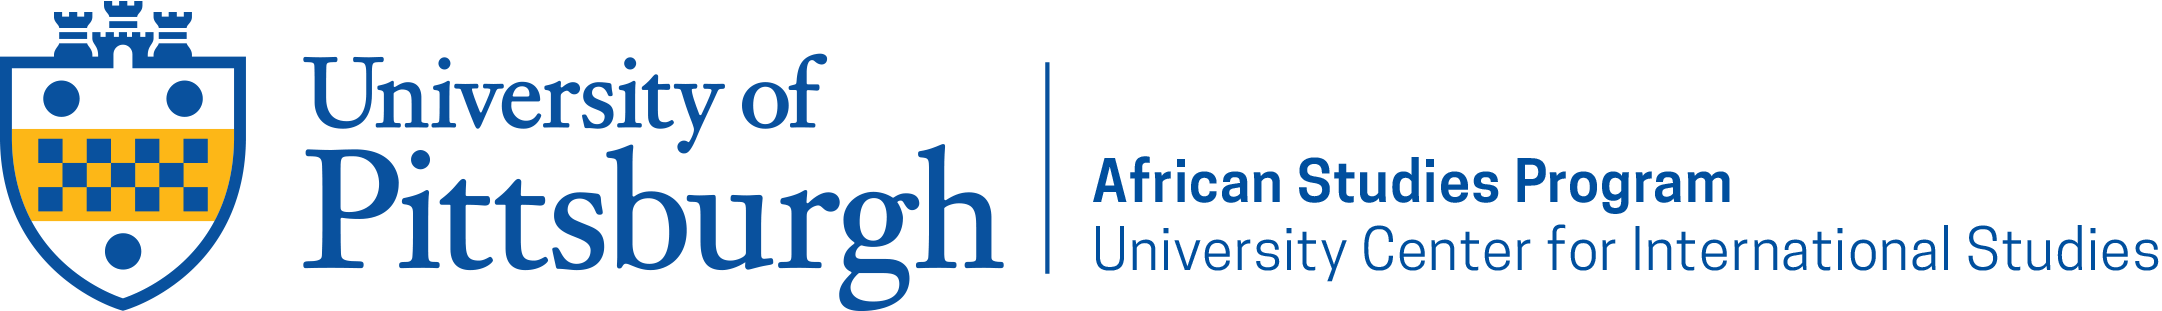 University of
Pittsburgh
African Studies Program
University Center for International Studies